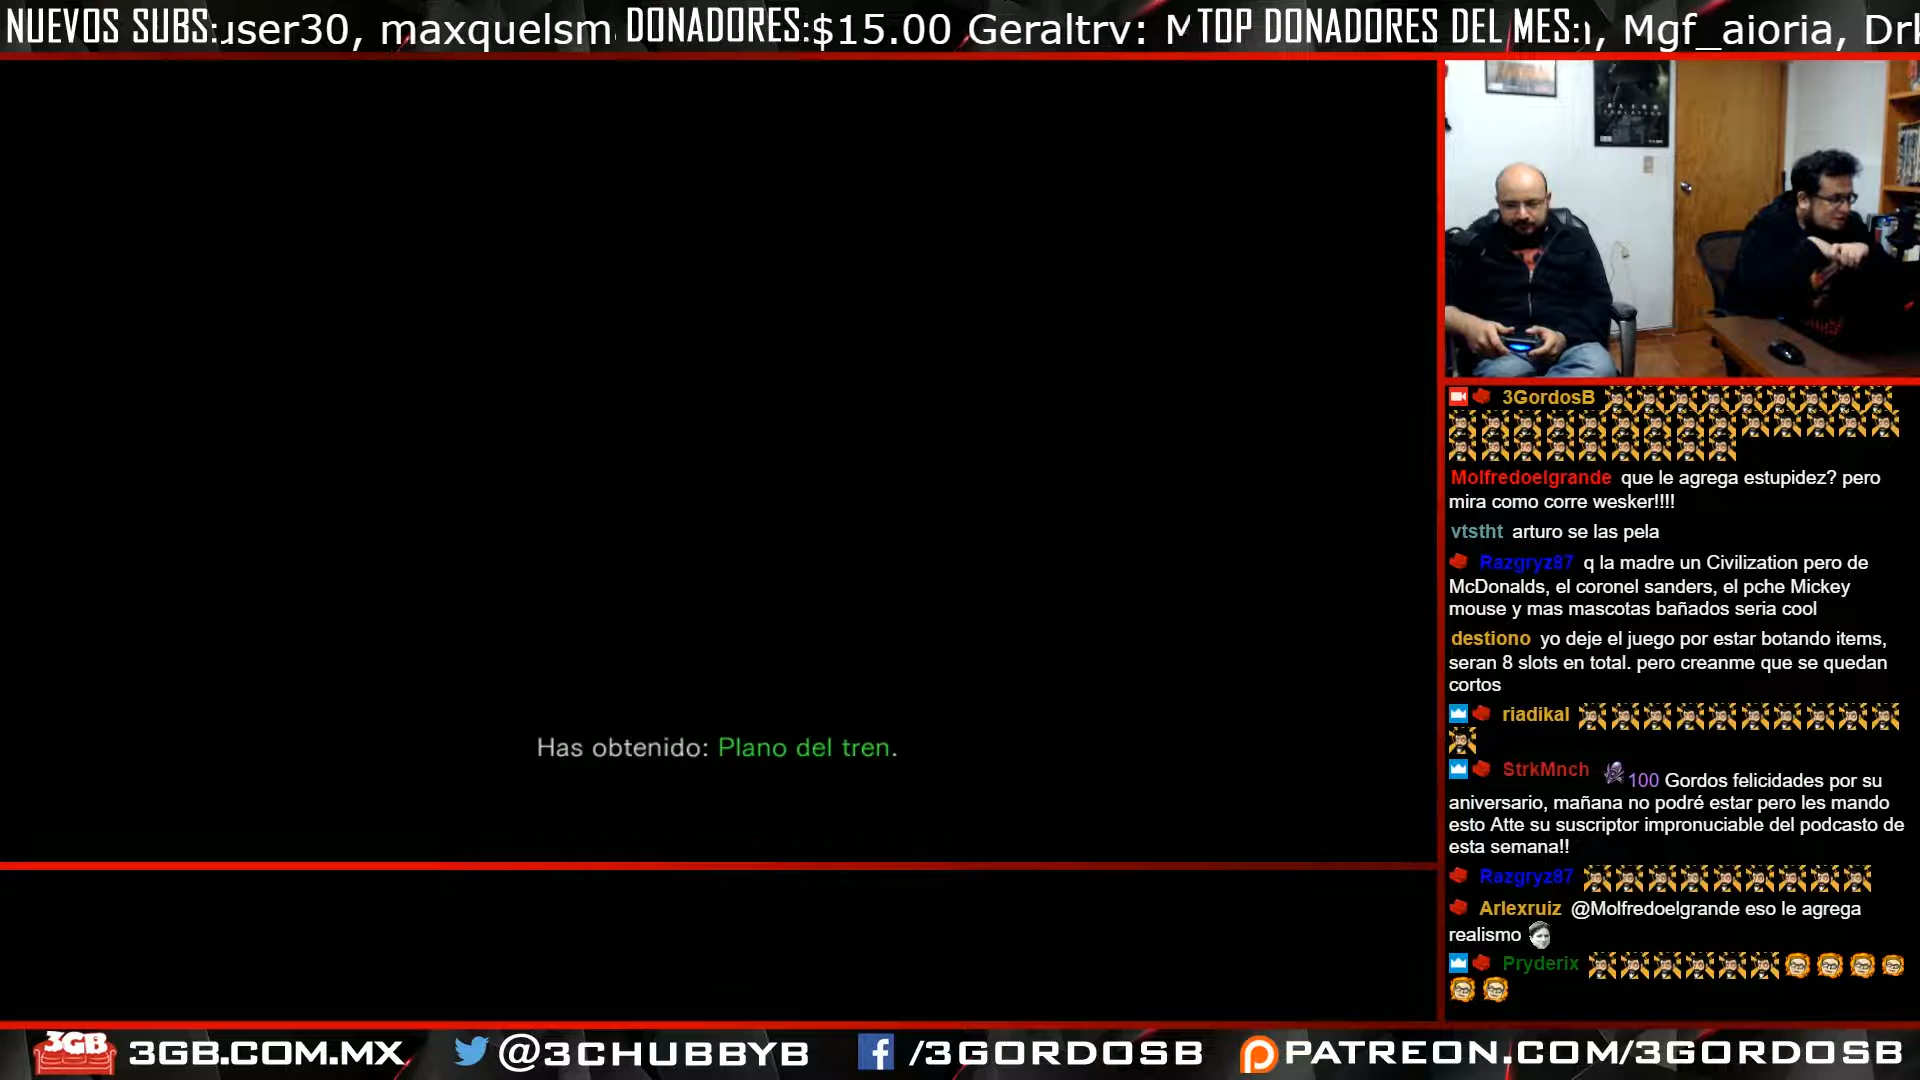 NUEVOS SUBS: user30, maxquelsm DONADORES: $15.00 Geraltrv: TOP DONADORES DEL MES: , Mgf_aioria,
3GordosB
Molfredoelgrande que le agrega estupidez? pero
mira como corre wesker!!!!
vtstht arturo se las pela
Razgryz87 q la madre un Civilization pero de
McDonalds, el coronel sanders, el pche Mickey
mouse y mas mascotas bañados seria cool
destiono yo deje el juego por estar botando items,
seran 8 slots en total. pero creanme que se quedan
cortos
riadikal
StrkMnch 100 Gordos felicidades por su
aniversario, mañana no podré estar pero les mando
esto Atte su suscriptor impronuciable del podcasto de
esta semana!!
Razgryz87
Arlexruiz @Molfredoelgrande eso le agrega
realismo
Pryderix
Has obtenido: Plano del tren.
3GB 3GB.COM.MX @3CHUBBYB /3GORDOSB PATREON.COM/3GORDOSB